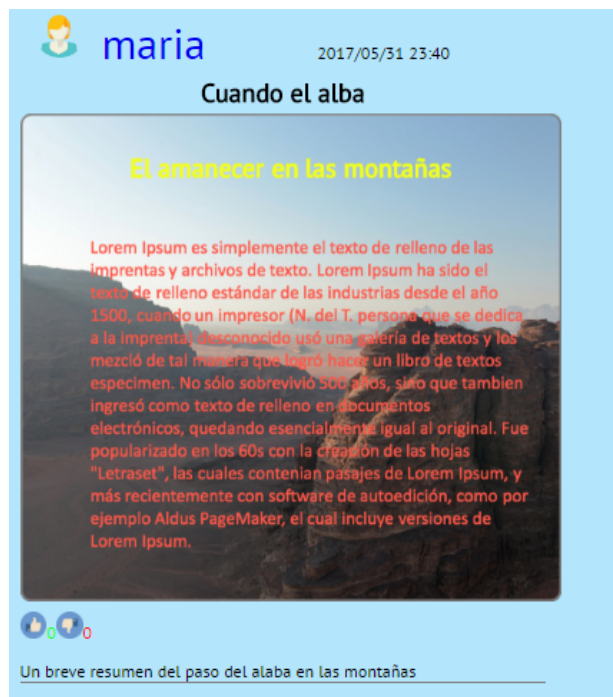 maria
2017/05/31 23:40
Cuando el alba
El amanecer en las montañas
Lorem Ipsum es simplemente el texto de relleno de las
imprentas y archivos de texto. Lorem Ipsum ha sido el
texto de relleno estándar de las industrias desde el año
1500, cuando un impresor (N. del T. persona que se dedica
a la imprenta) desconocido usó una galería de textos y los
mezcló de tal manera que logró hacer un libro de textos
especimen. No sólo sobrevivió 500 años, sino que tambien
ingresó como texto de relleno en documentos
electrónicos, quedando esencialmente igual al original. Fue
popularizado en los 60s con la creación de las hojas
"Letraset", las cuales contenian pasajes de Lorem Ipsum, y
más recientemente con software de autoedición, como por
ejemplo Aldus PageMaker, el cual incluye versiones de
Lorem Ipsum.
0 0
Un breve resumen del paso del alaba en las montañas